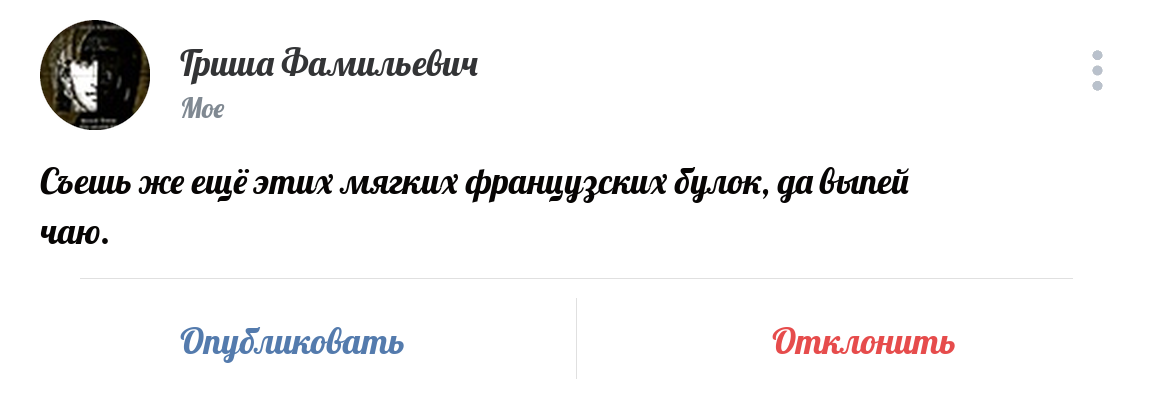 Гриша Фамильевич
Мое
Съешь же ещё этих мягких французских булок, да выпей
чаю.
Опубликовать
Отклонить